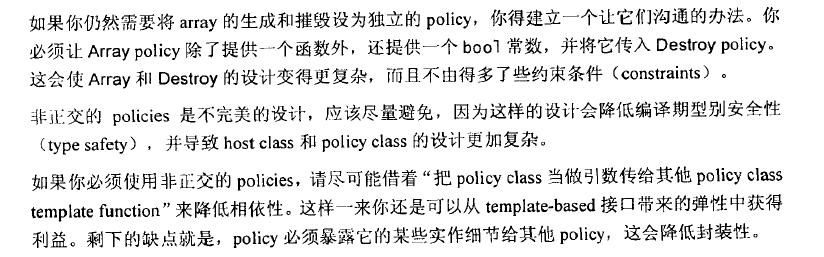 如果你仍然需要将 array 的生成和摧毁设为独立的 policy，你得建立一个让它们沟通的办法。你
必须让 Array policy 除了提供一个函数外，还提供一个 bool 常数，并将它传入 Destroy policy。
这会使 Array 和 Destroy 的设计变得更复杂，而且不由得多了些约束条件（constraints）。
非正交的 policies 是不完美的设计，应该尽量避免，因为这样的设计会降低编译期型别安全性
（type safety），并导致 host class 和 policy class 的设计更加复杂。
如果你必须使用非正交的 policies，请尽可能借着“把 policy class 当做引数传给其他 policy class
template function”来降低相依性。这样一来你还是可以从 template-based 接口带来的弹性中获得
利益。剩下的缺点就是，policy 必须暴露它的某些实作细节给其他 policy，这会降低封装性。